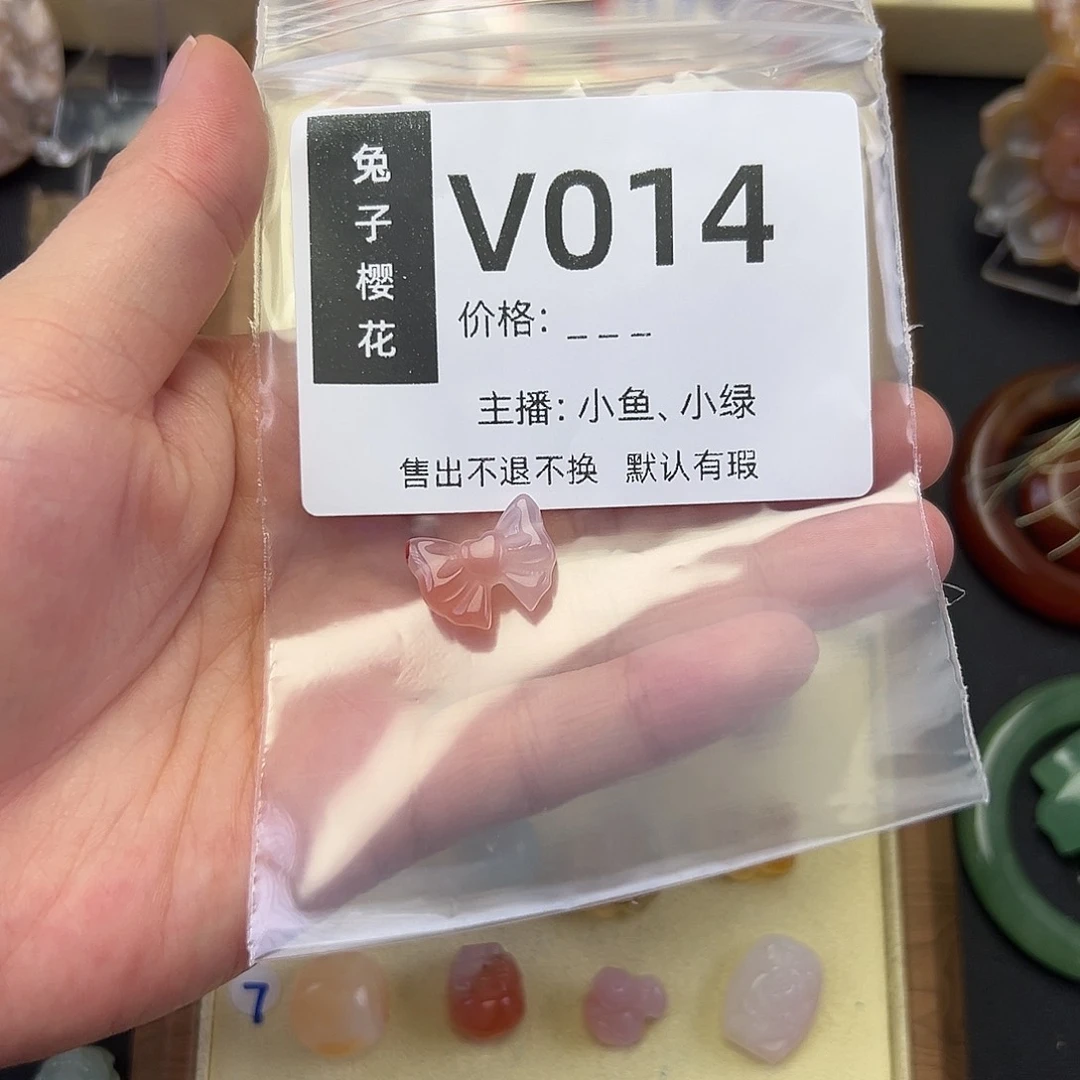 兔子樱花
V014
价格: _ _ _
主播: 小鱼、小绿
售出不退不换 默认有瑕
7